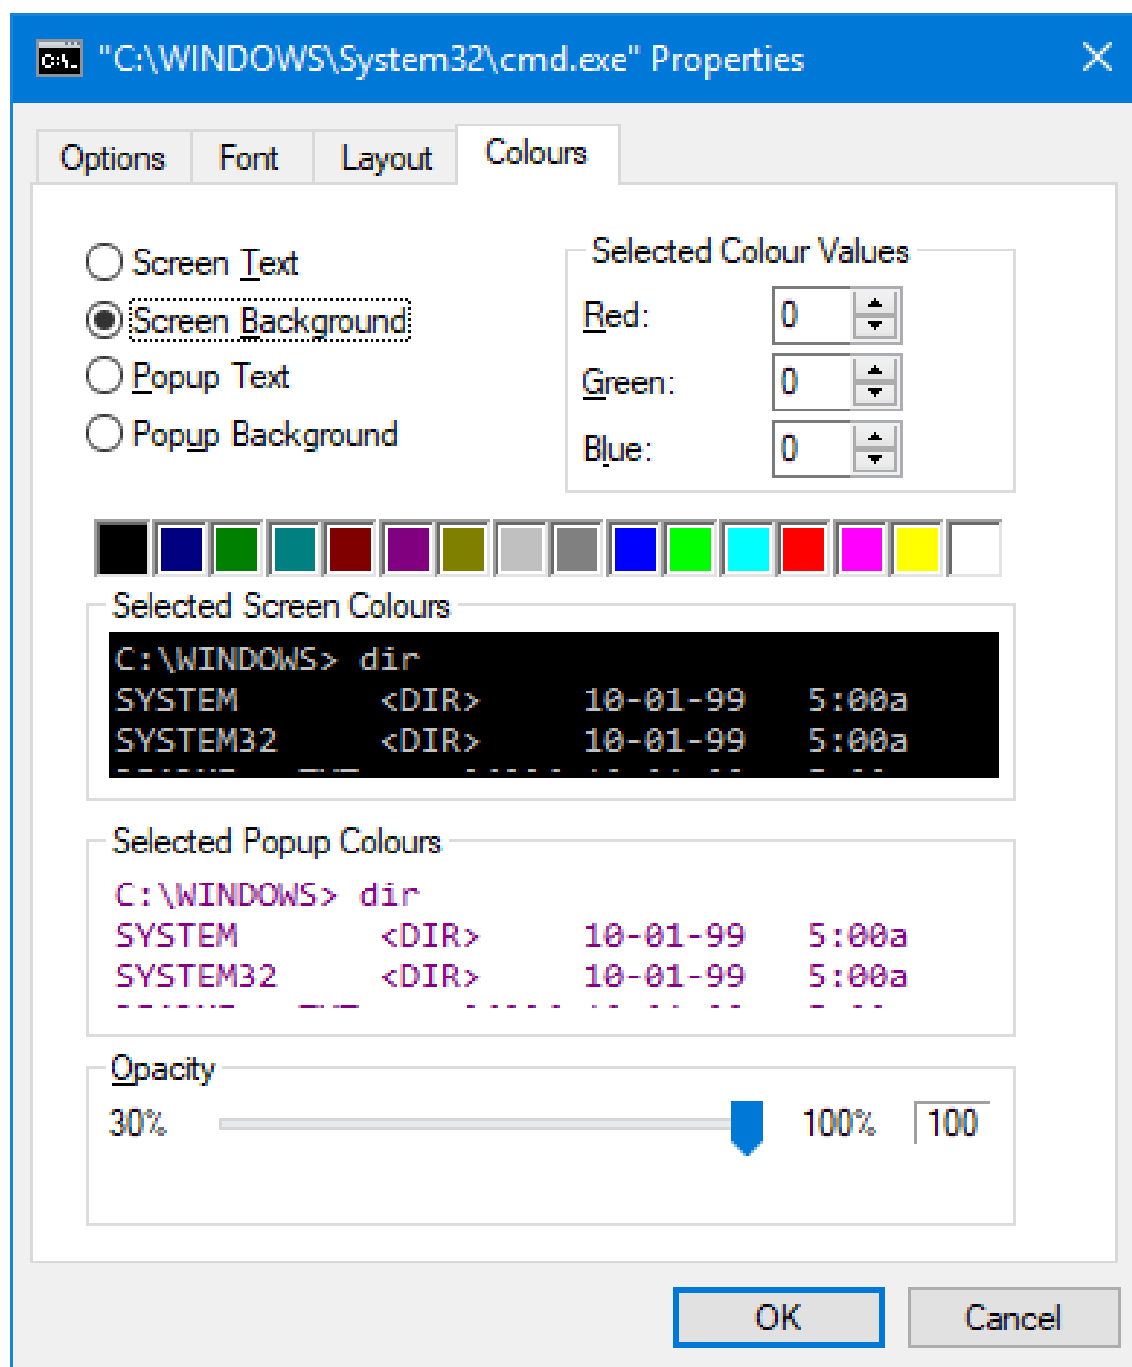 "C:\WINDOWS\System32\cmd.exe" Properties
Options Font Layout Colours
Screen Text
Screen Background
Popup Text
Popup Background
Selected Colour Values
Red: 0
Green: 0
Blue: 0
Selected Screen Colours
C:\WINDOWS> dir
SYSTEM <DIR> 10-01-99 5:00a
SYSTEM32 <DIR> 10-01-99 5:00a
Selected Popup Colours
C:\WINDOWS> dir
SYSTEM <DIR> 10-01-99 5:00a
SYSTEM32 <DIR> 10-01-99 5:00a
Opacity
30% 100% 100
OK Cancel